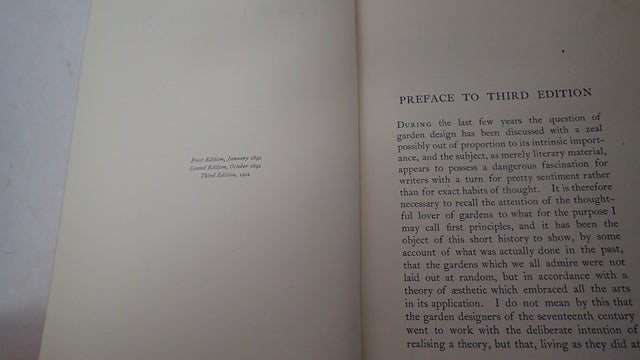 First Edition, January 1892
Second Edition, October 1892
Third Edition, 1901
PREFACE TO THIRD EDITION
DURING the last few years the question of
garden design has been discussed with a zeal
possibly out of proportion to its intrinsic import-
ance, and the subject, as merely literary material,
appears to possess a dangerous fascination for
writers with a turn for pretty sentiment rather
than for exact habits of thought. It is therefore
necessary to recall the attention of the thought-
ful lover of gardens to what for the purpose I
may call first principles, and it has been the
object of this short history to show, by some
account of what was actually done in the past,
that the gardens which we all admire were not
laid out at random, but in accordance with a
theory of æsthetic which embraced all the arts
in its application. I do not mean by this that
the garden designers of the seventeenth century
went to work with the deliberate intention of
realising a theory, but that, living as they did at